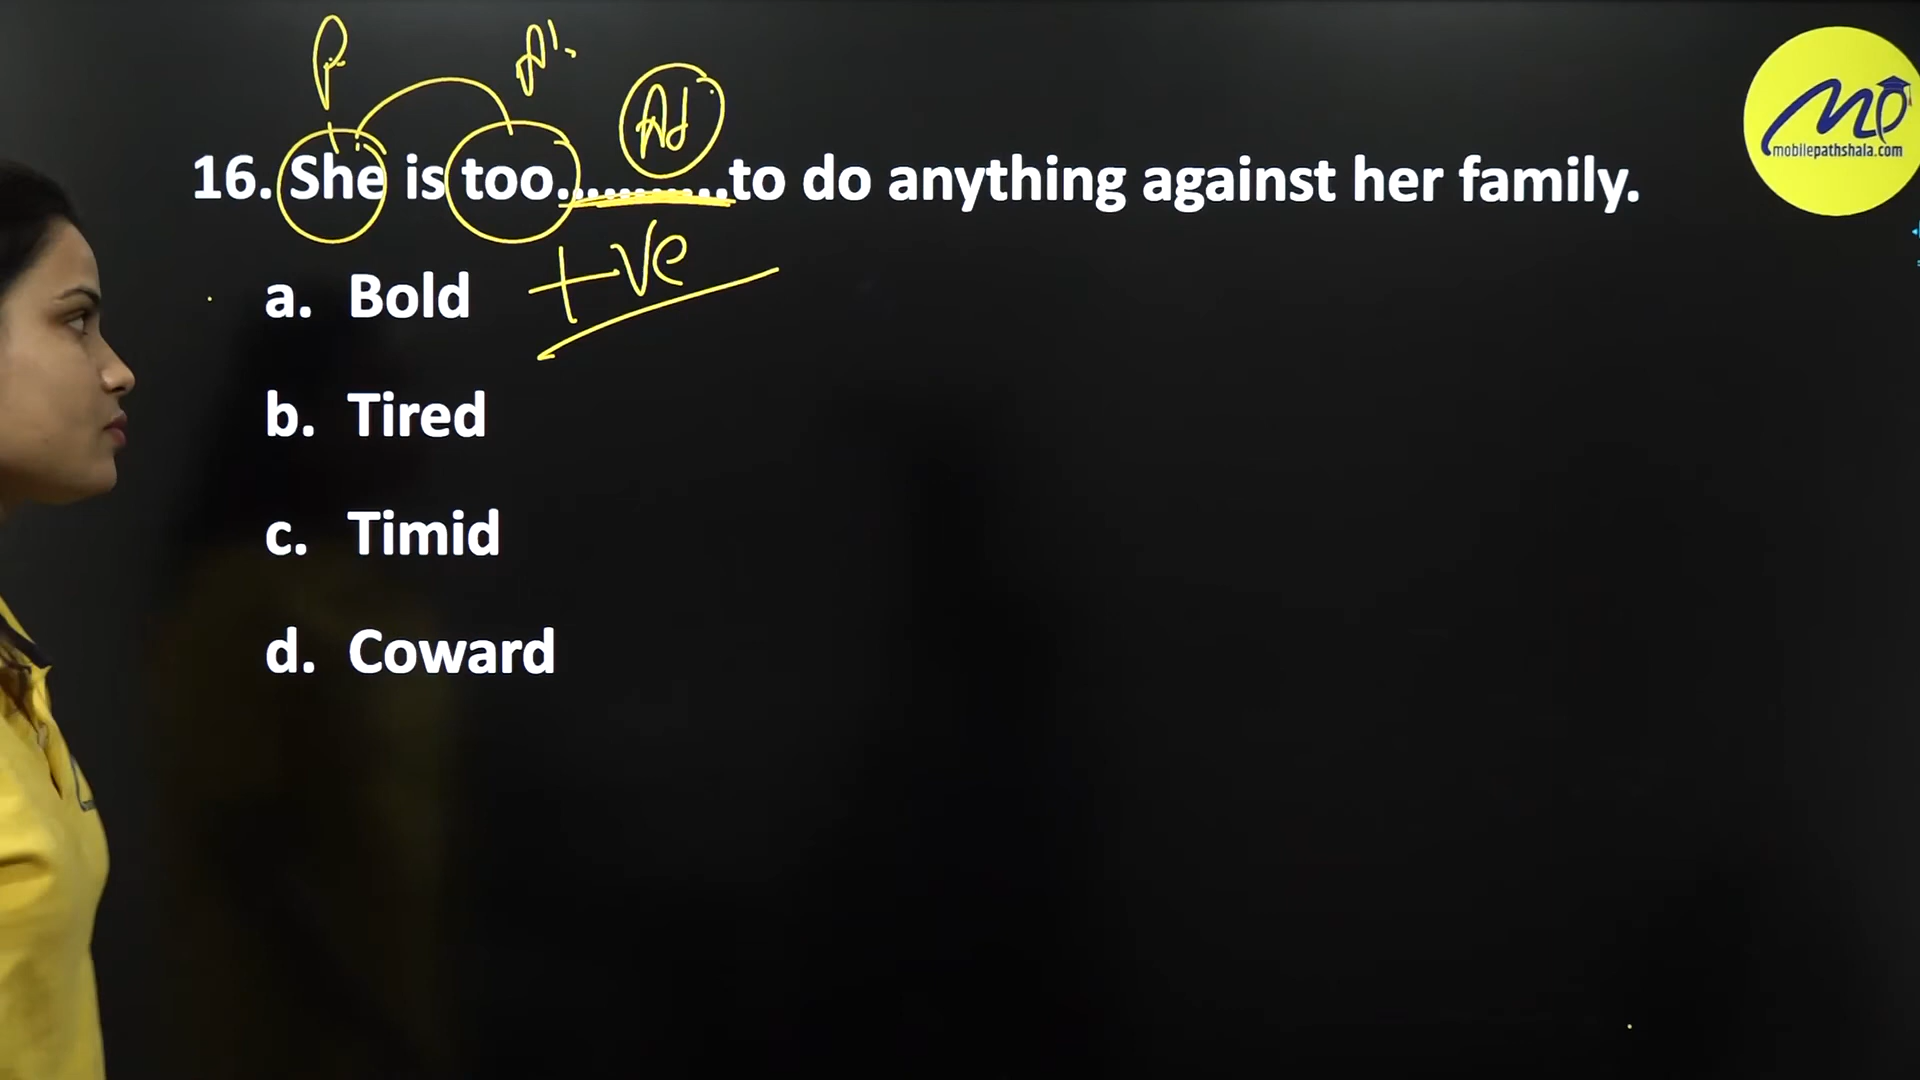 P
Ad
16. She is too...........to do anything against her family.
+ve
a. Bold
b. Tired
c. Timid
d. Coward
mobilepathshala.com